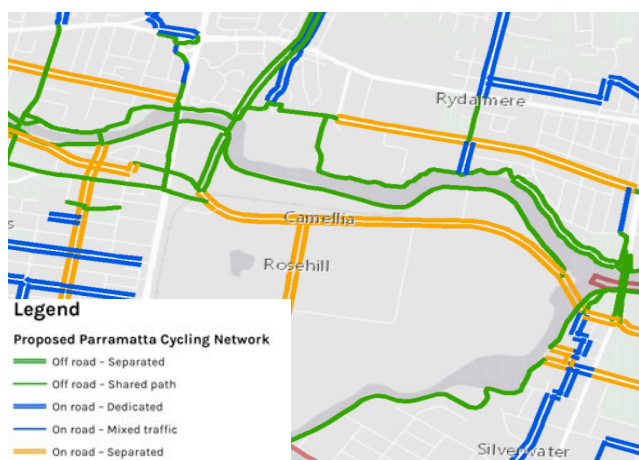 Rydalmere
Camellia
s
Rosehill
Legend
Proposed Parramatta Cycling Network
Off road – Separated
Off road – Shared path
On road – Dedicated
On road – Mixed traffic
On road – Separated
Silverwater